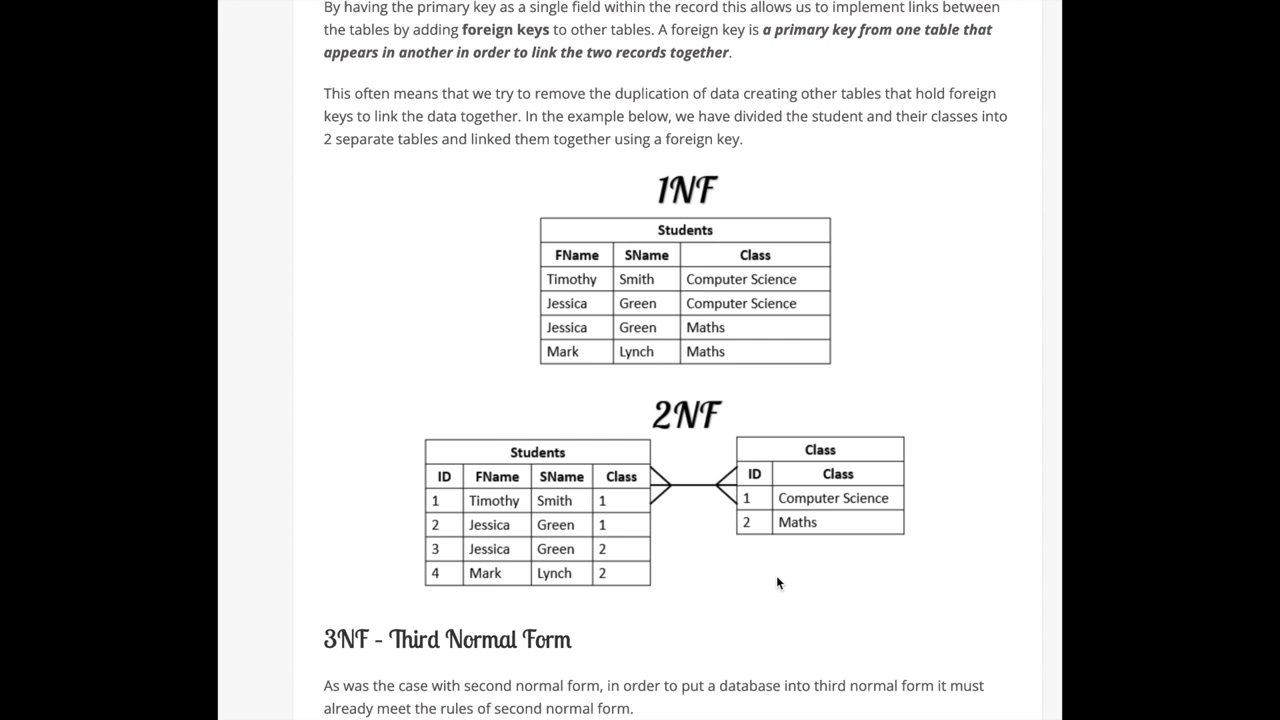 By having the primary key as a single field within the record this allows us to implement links between
the tables by adding foreign keys to other tables. A foreign key is a primary key from one table that
appears in another in order to link the two records together.
This often means that we try to remove the duplication of data creating other tables that hold foreign
keys to link the data together. In the example below, we have divided the student and their classes into
2 separate tables and linked them together using a foreign key.
1NF
Students
FName SName Class
Timothy Smith Computer Science
Jessica Green Computer Science
Jessica Green Maths
Mark Lynch Maths
2NF
Students
ID FName SName Class
1 Timothy Smith 1
2 Jessica Green 1
3 Jessica Green 2
4 Mark Lynch 2
Class
ID Class
1 Computer Science
2 Maths
3NF – Third Normal Form
As was the case with second normal form, in order to put a database into third normal form it must
already meet the rules of second normal form.